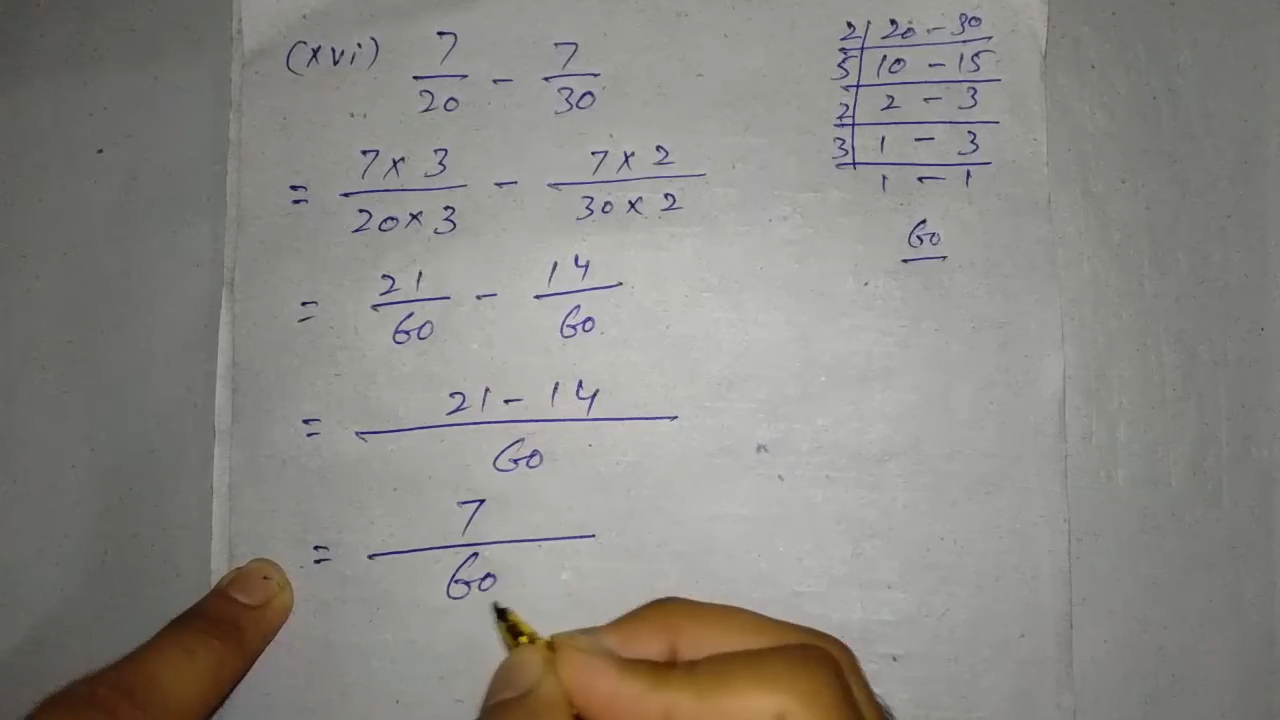 (xvi) 7/20 - 7/30
= 7×3/20×3 - 7×2/30×2
= 21/60 - 14/60
= 21-14/60
= 7/60
2 | 20 - 30
5 | 10 - 15
2 | 2 - 3
3 | 1 - 3
1 - 1
60